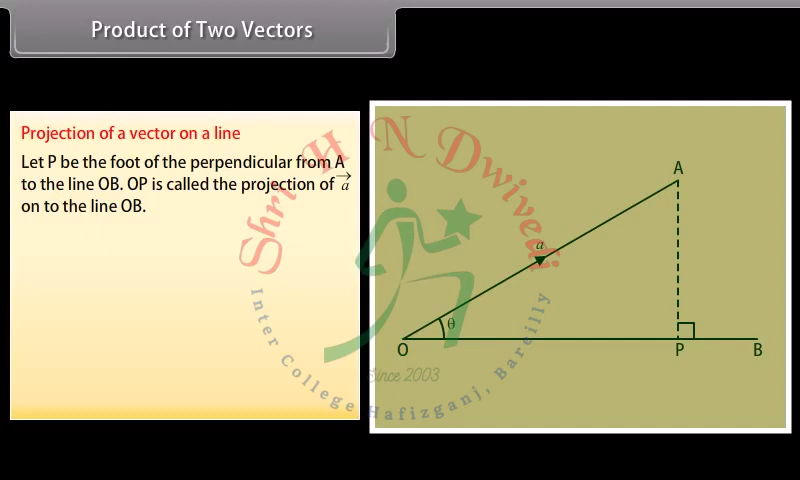 Product of Two Vectors
Projection of a vector on a line
Let P be the foot of the perpendicular from A
to the line OB. OP is called the projection of a⃗
on to the line OB.
A
a
θ
O
P
B
Shri H N Dwivedi
Inter College Hafizganj, Bareilly
Since 2003